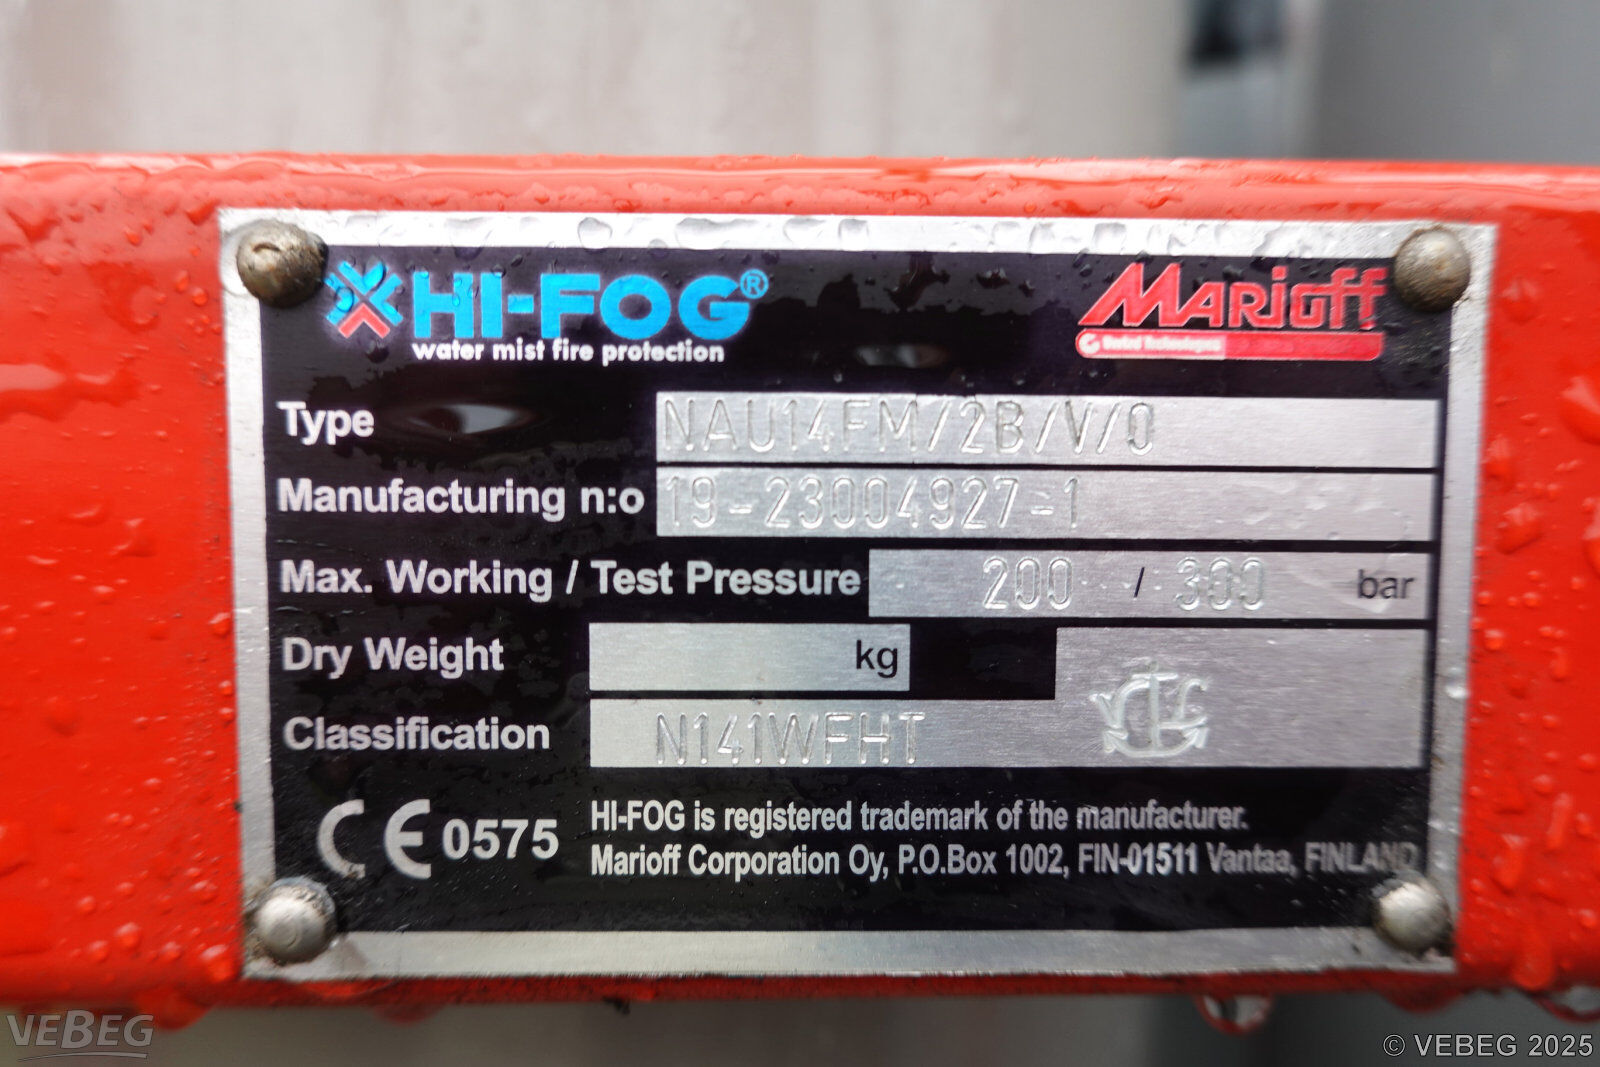 HI-FOG®
water mist fire protection
MARIOFF
United Technologies
Type NAU14FM/2B/V/0
Manufacturing n:o 19-23004927-1
Max. Working / Test Pressure 200 / 300 bar
Dry Weight kg
Classification N141WFHT
CE 0575
HI-FOG is registered trademark of the manufacturer.
Marioff Corporation Oy, P.O.Box 1002, FIN-01511 Vantaa, FINLAND
VEBEG
© VEBEG 2025